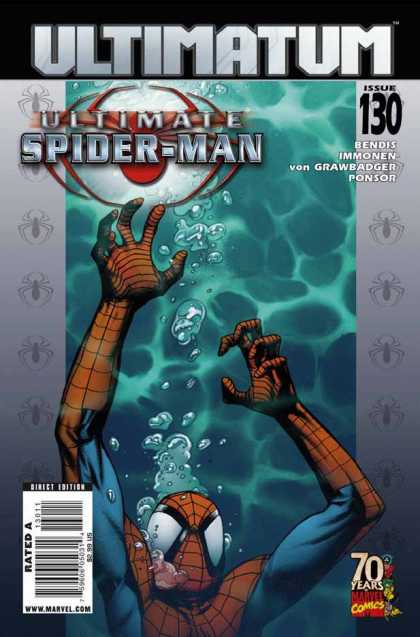 ULTIMATUM
ULTIMATE
SPIDER-MAN
ISSUE
130
BENDIS
IMMONEN
von GRAWBADGER
PONSOR
DIRECT EDITION
RATED A
13011
$2.99 US
WWW.MARVEL.COM
70
YEARS
MARVEL
COMICS